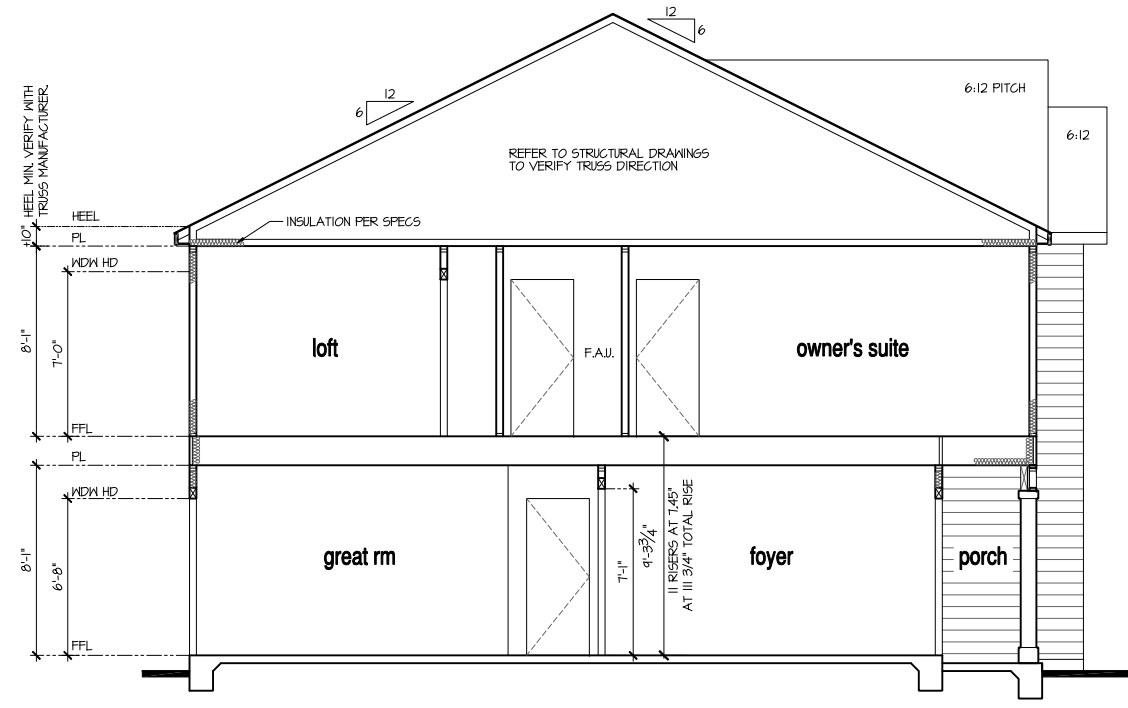 12
6
6:12 PITCH
12
6
6:12
REFER TO STRUCTURAL DRAWINGS
TO VERIFY TRUSS DIRECTION
+10" HEEL MIN. VERIFY WITH
TRUSS MANUFACTURER.
HEEL
INSULATION PER SPECS
PL
WDW HD
8'-1"
7'-0"
loft
F.A.U.
owner's suite
FFL
PL
WDW HD
8'-1"
6'-8"
great rm
7'-1"
9'-3 3/4"
11 RISERS AT 7.45"
AT 111 3/4" TOTAL RISE
foyer
porch
FFL